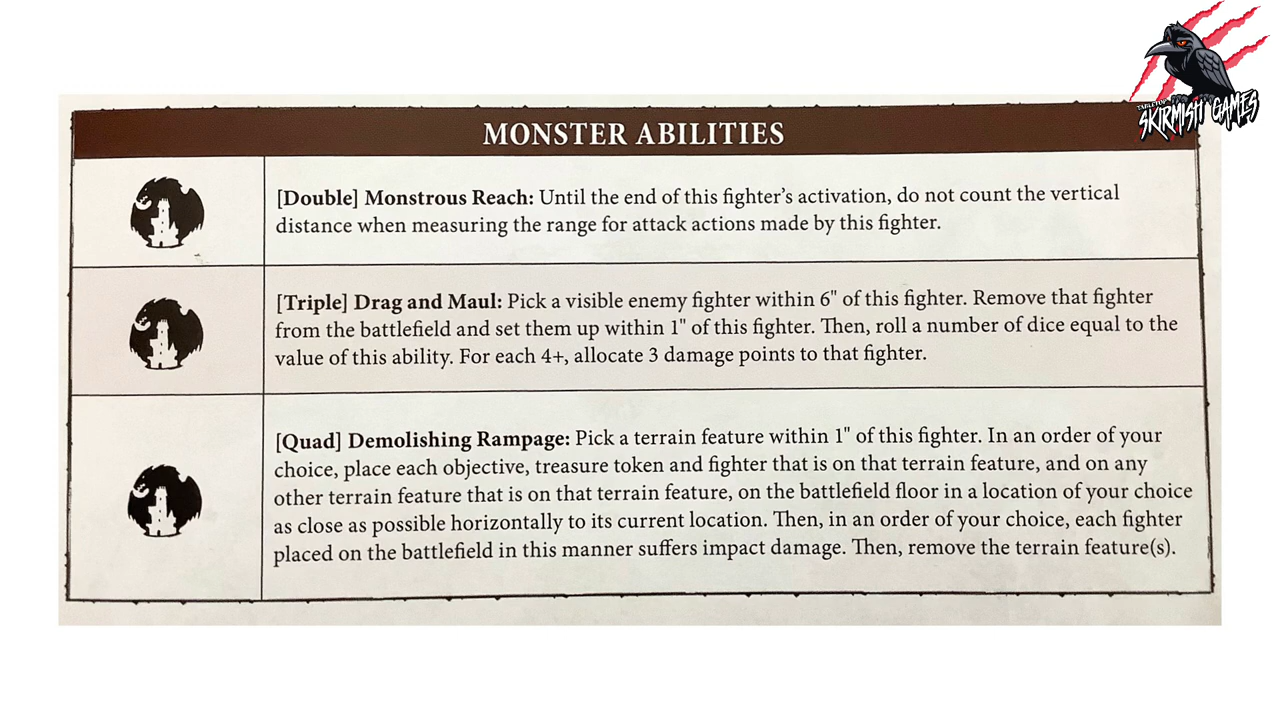 TABLETOP
SKIRMISH GAMES
MONSTER ABILITIES
[Double] Monstrous Reach: Until the end of this fighter’s activation, do not count the vertical
distance when measuring the range for attack actions made by this fighter.
[Triple] Drag and Maul: Pick a visible enemy fighter within 6" of this fighter. Remove that fighter
from the battlefield and set them up within 1" of this fighter. Then, roll a number of dice equal to the
value of this ability. For each 4+, allocate 3 damage points to that fighter.
[Quad] Demolishing Rampage: Pick a terrain feature within 1" of this fighter. In an order of your
choice, place each objective, treasure token and fighter that is on that terrain feature, and on any
other terrain feature that is on that terrain feature, on the battlefield floor in a location of your choice
as close as possible horizontally to its current location. Then, in an order of your choice, each fighter
placed on the battlefield in this manner suffers impact damage. Then, remove the terrain feature(s).